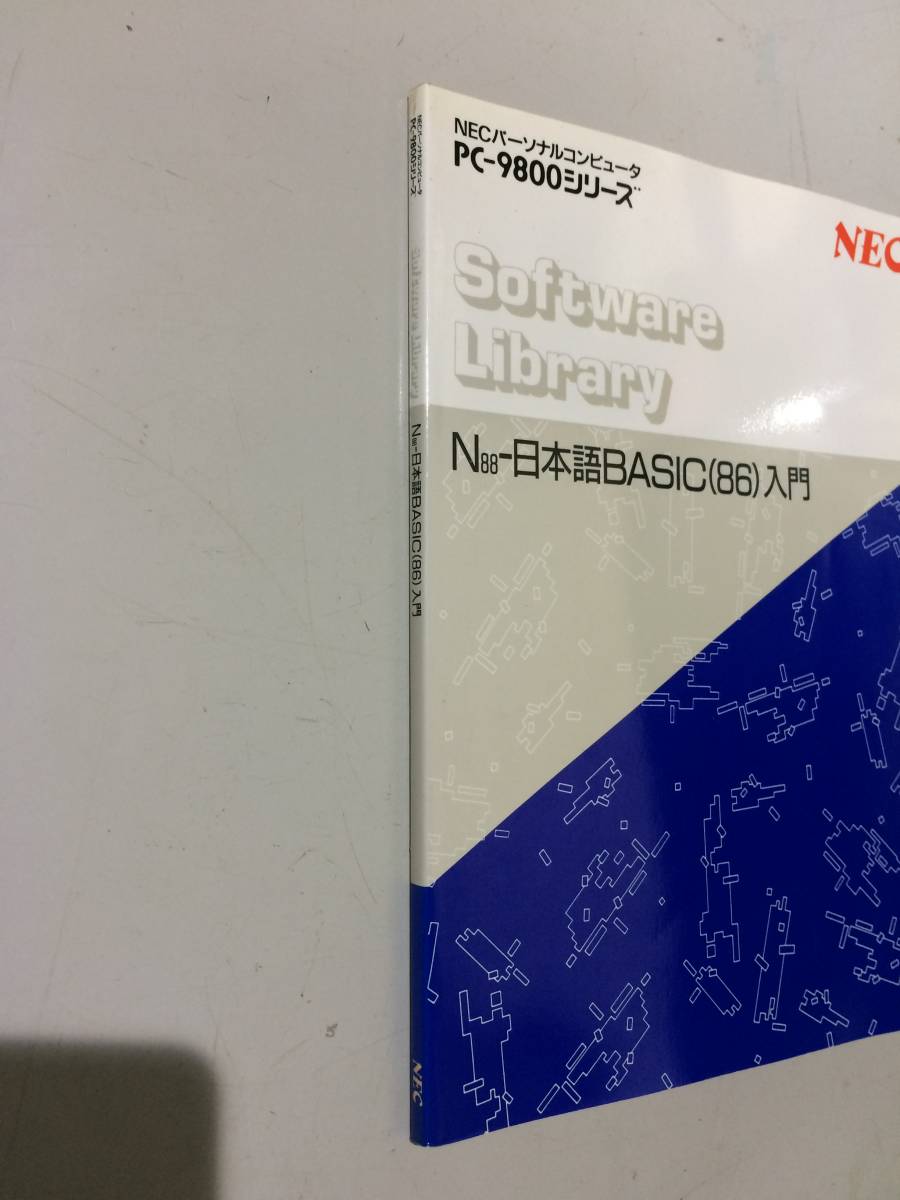 NECパーソナルコンピュータ
PC-9800シリーズ
NEC
Software
Library
N88-日本語BASIC(86)入門
NECパーソナルコンピュータ
PC-9800シリーズ
Software Library
N88-日本語BASIC(86)入門
NEC